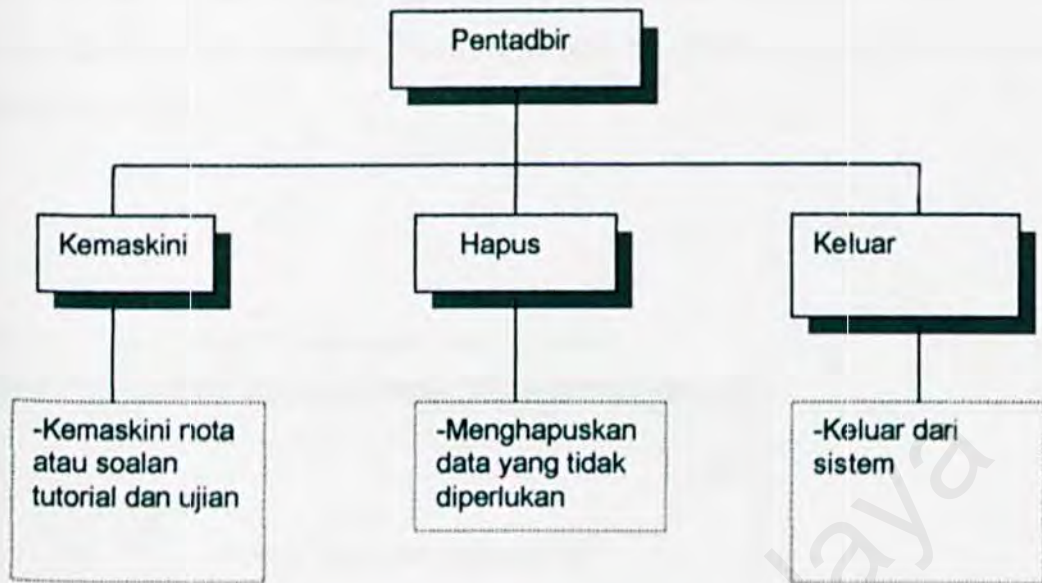 Pentadbir
Kemaskini
Hapus
Keluar
-Kemaskini nota
atau soalan
tutorial dan ujian
-Menghapuskan
data yang tidak
diperlukan
-Keluar dari
sistem
laya